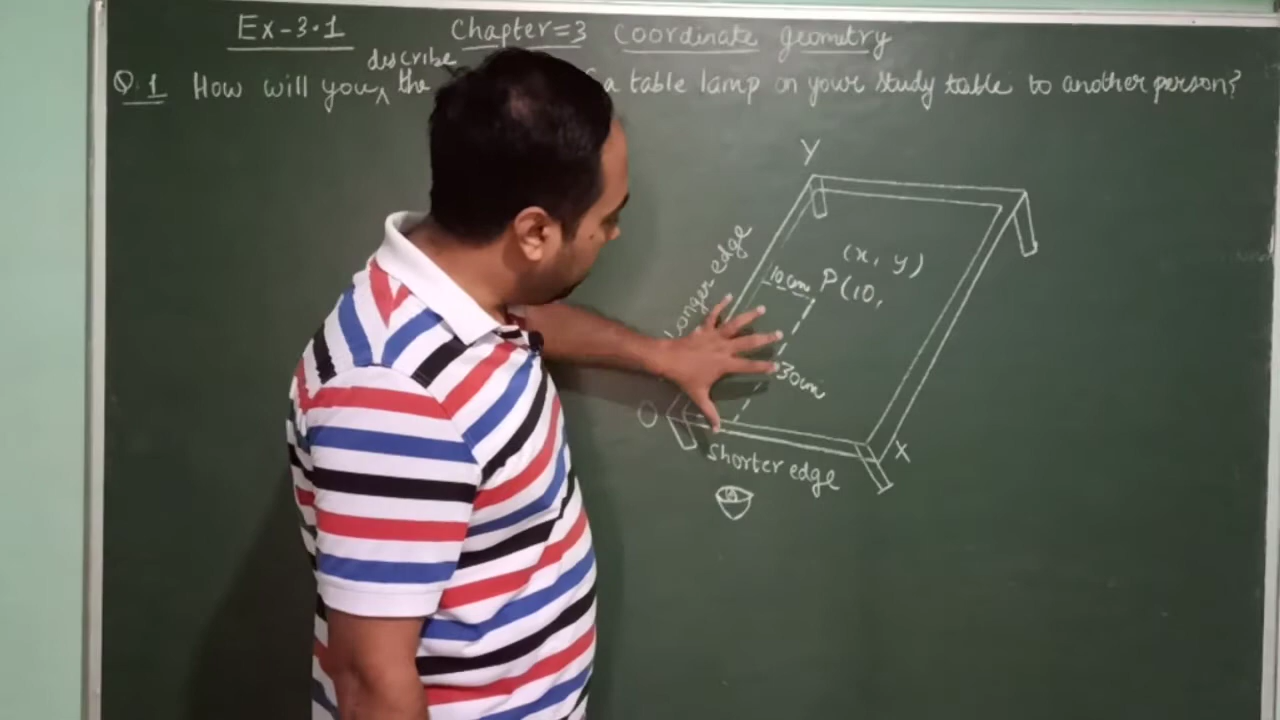 Ex-3.1 Chapter=3 Coordinate geometry
describe
Q.1 How will you ^ the a table lamp on your study table to another person?
Y
(x, y)
10cm P(10,
Longer edge
30cm
O
X
Shorter edge